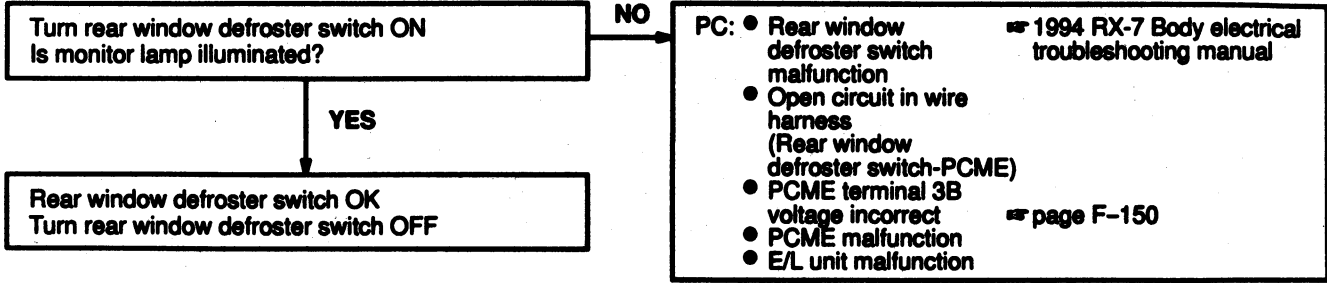 Turn rear window defroster switch ON
Is monitor lamp illuminated?
NO
YES
Rear window defroster switch OK
Turn rear window defroster switch OFF
PC: ● Rear window ☞ 1994 RX-7 Body electrical
defroster switch troubleshooting manual
malfunction
● Open circuit in wire
harness
(Rear window
defroster switch-PCME)
● PCME terminal 3B
voltage incorrect ☞ page F–150
● PCME malfunction
● E/L unit malfunction